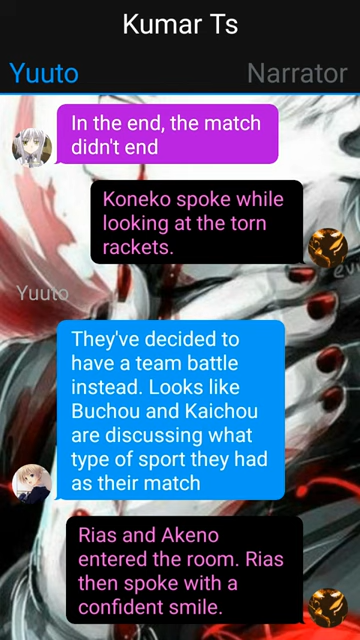 Kumar Ts
Yuuto
Narrator
In the end, the match
didn't end
Koneko spoke while
looking at the torn
rackets.
Yuuto
They've decided to
have a team battle
instead. Looks like
Buchou and Kaichou
are discussing what
type of sport they had
as their match
Rias and Akeno
entered the room. Rias
then spoke with a
confident smile.